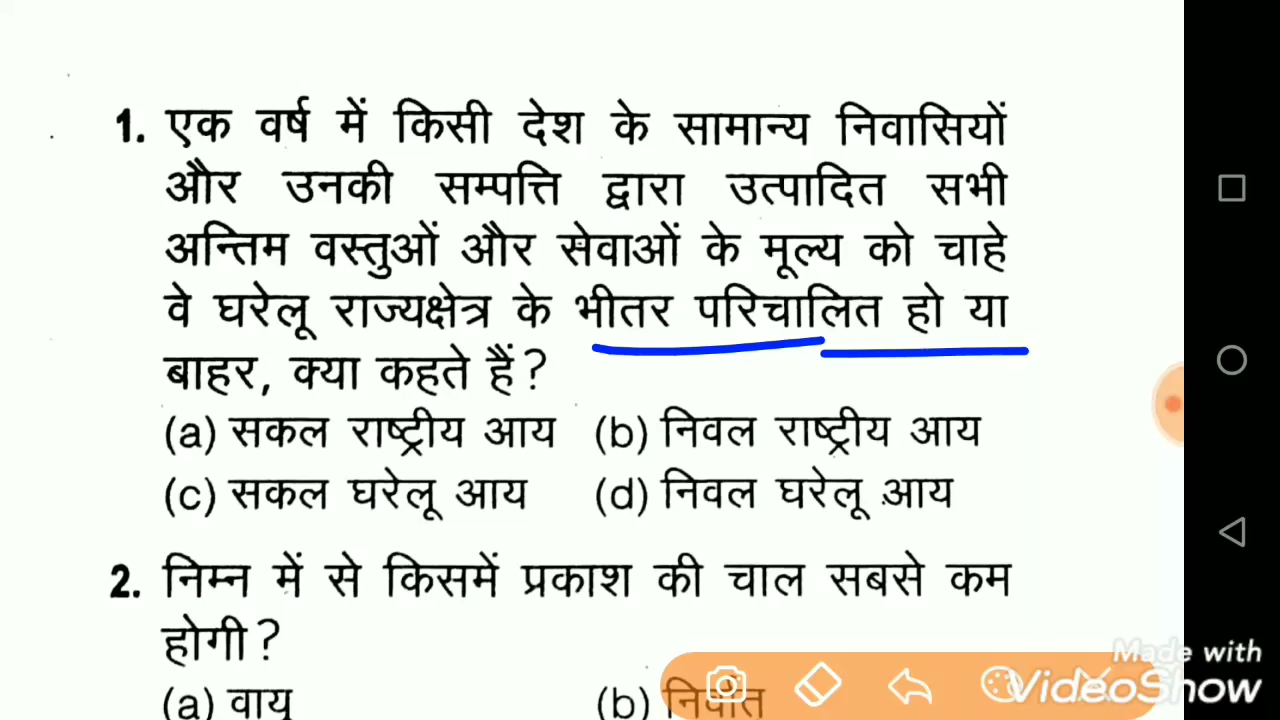 1. एक वर्ष में किसी देश के सामान्य निवासियों
और उनकी सम्पत्ति द्वारा उत्पादित सभी
अन्तिम वस्तुओं और सेवाओं के मूल्य को चाहे
वे घरेलू राज्यक्षेत्र के भीतर परिचालित हो या
बाहर, क्या कहते हैं?
(a) सकल राष्ट्रीय आय (b) निवल राष्ट्रीय आय
(c) सकल घरेलू आय (d) निवल घरेलू आय
2. निम्न में से किसमें प्रकाश की चाल सबसे कम
होगी?
(a) वायु (b) निर्वात
Made with
VideoShow